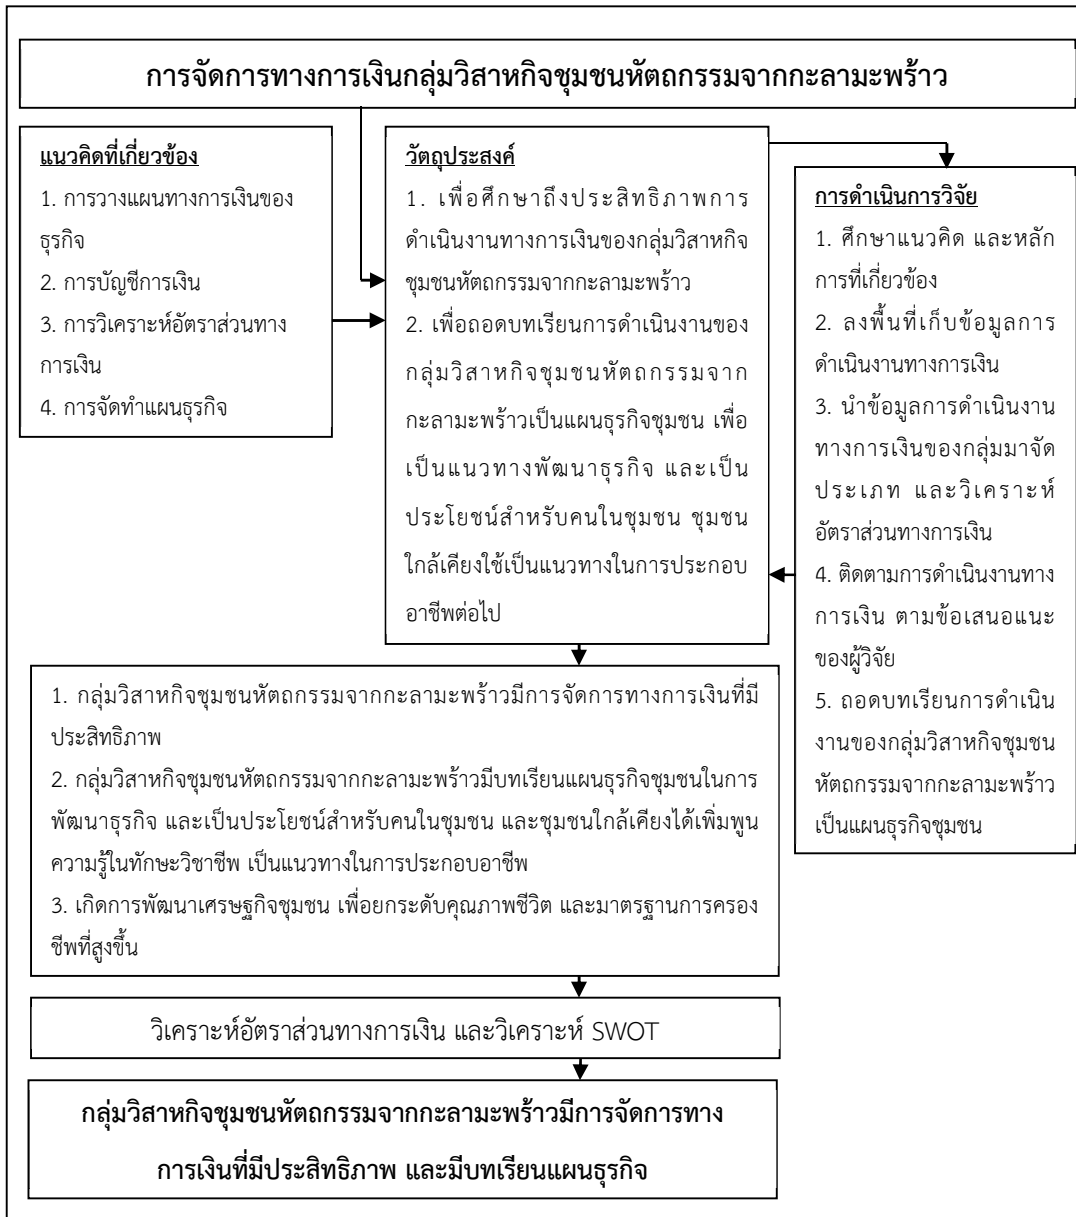 การจัดการทางการเงินกลุ่มวิสาหกิจชุมชนหัตถกรรมจากกะลามะพร้าว
แนวคิดที่เกี่ยวข้อง
1. การวางแผนทางการเงินของ
ธุรกิจ
2. การบัญชีการเงิน
3. การวิเคราะห์อัตราส่วนทาง
การเงิน
4. การจัดทำแผนธุรกิจ
วัตถุประสงค์
1. เพื่อศึกษาถึงประสิทธิภาพการ
ดำเนินงานทางการเงินของกลุ่มวิสาหกิจ
ชุมชนหัตถกรรมจากกะลามะพร้าว
2. เพื่อถอดบทเรียนการดำเนินงานของ
กลุ่มวิสาหกิจชุมชนหัตถกรรมจาก
กะลามะพร้าวเป็นแผนธุรกิจชุมชน เพื่อ
เป็นแนวทางพัฒนาธุรกิจ และเป็น
ประโยชน์สำหรับคนในชุมชน ชุมชน
ใกล้เคียงใช้เป็นแนวทางในการประกอบ
อาชีพต่อไป
การดำเนินการวิจัย
1. ศึกษาแนวคิด และหลัก
การที่เกี่ยวข้อง
2. ลงพื้นที่เก็บข้อมูลการ
ดำเนินงานทางการเงิน
3. นำข้อมูลการดำเนินงาน
ทางการเงินของกลุ่มมาจัด
ประเภท และวิเคราะห์
อัตราส่วนทางการเงิน
4. ติดตามการดำเนินงานทาง
การเงิน ตามข้อเสนอแนะ
ของผู้วิจัย
5. ถอดบทเรียนการดำเนิน
งานของกลุ่มวิสาหกิจชุมชน
หัตถกรรมจากกะลามะพร้าว
เป็นแผนธุรกิจชุมชน
1. กลุ่มวิสาหกิจชุมชนหัตถกรรมจากกะลามะพร้าวมีการจัดการทางการเงินที่มี
ประสิทธิภาพ
2. กลุ่มวิสาหกิจชุมชนหัตถกรรมจากกะลามะพร้าวมีบทเรียนแผนธุรกิจชุมชนในการ
พัฒนาธุรกิจ และเป็นประโยชน์สำหรับคนในชุมชน และชุมชนใกล้เคียงได้เพิ่มพูน
ความรู้ในทักษะวิชาชีพ เป็นแนวทางในการประกอบอาชีพ
3. เกิดการพัฒนาเศรษฐกิจชุมชน เพื่อยกระดับคุณภาพชีวิต และมาตรฐานการครอง
ชีพที่สูงขึ้น
วิเคราะห์อัตราส่วนทางการเงิน และวิเคราะห์ SWOT
กลุ่มวิสาหกิจชุมชนหัตถกรรมจากกะลามะพร้าวมีการจัดการทาง
การเงินที่มีประสิทธิภาพ และมีบทเรียนแผนธุรกิจ